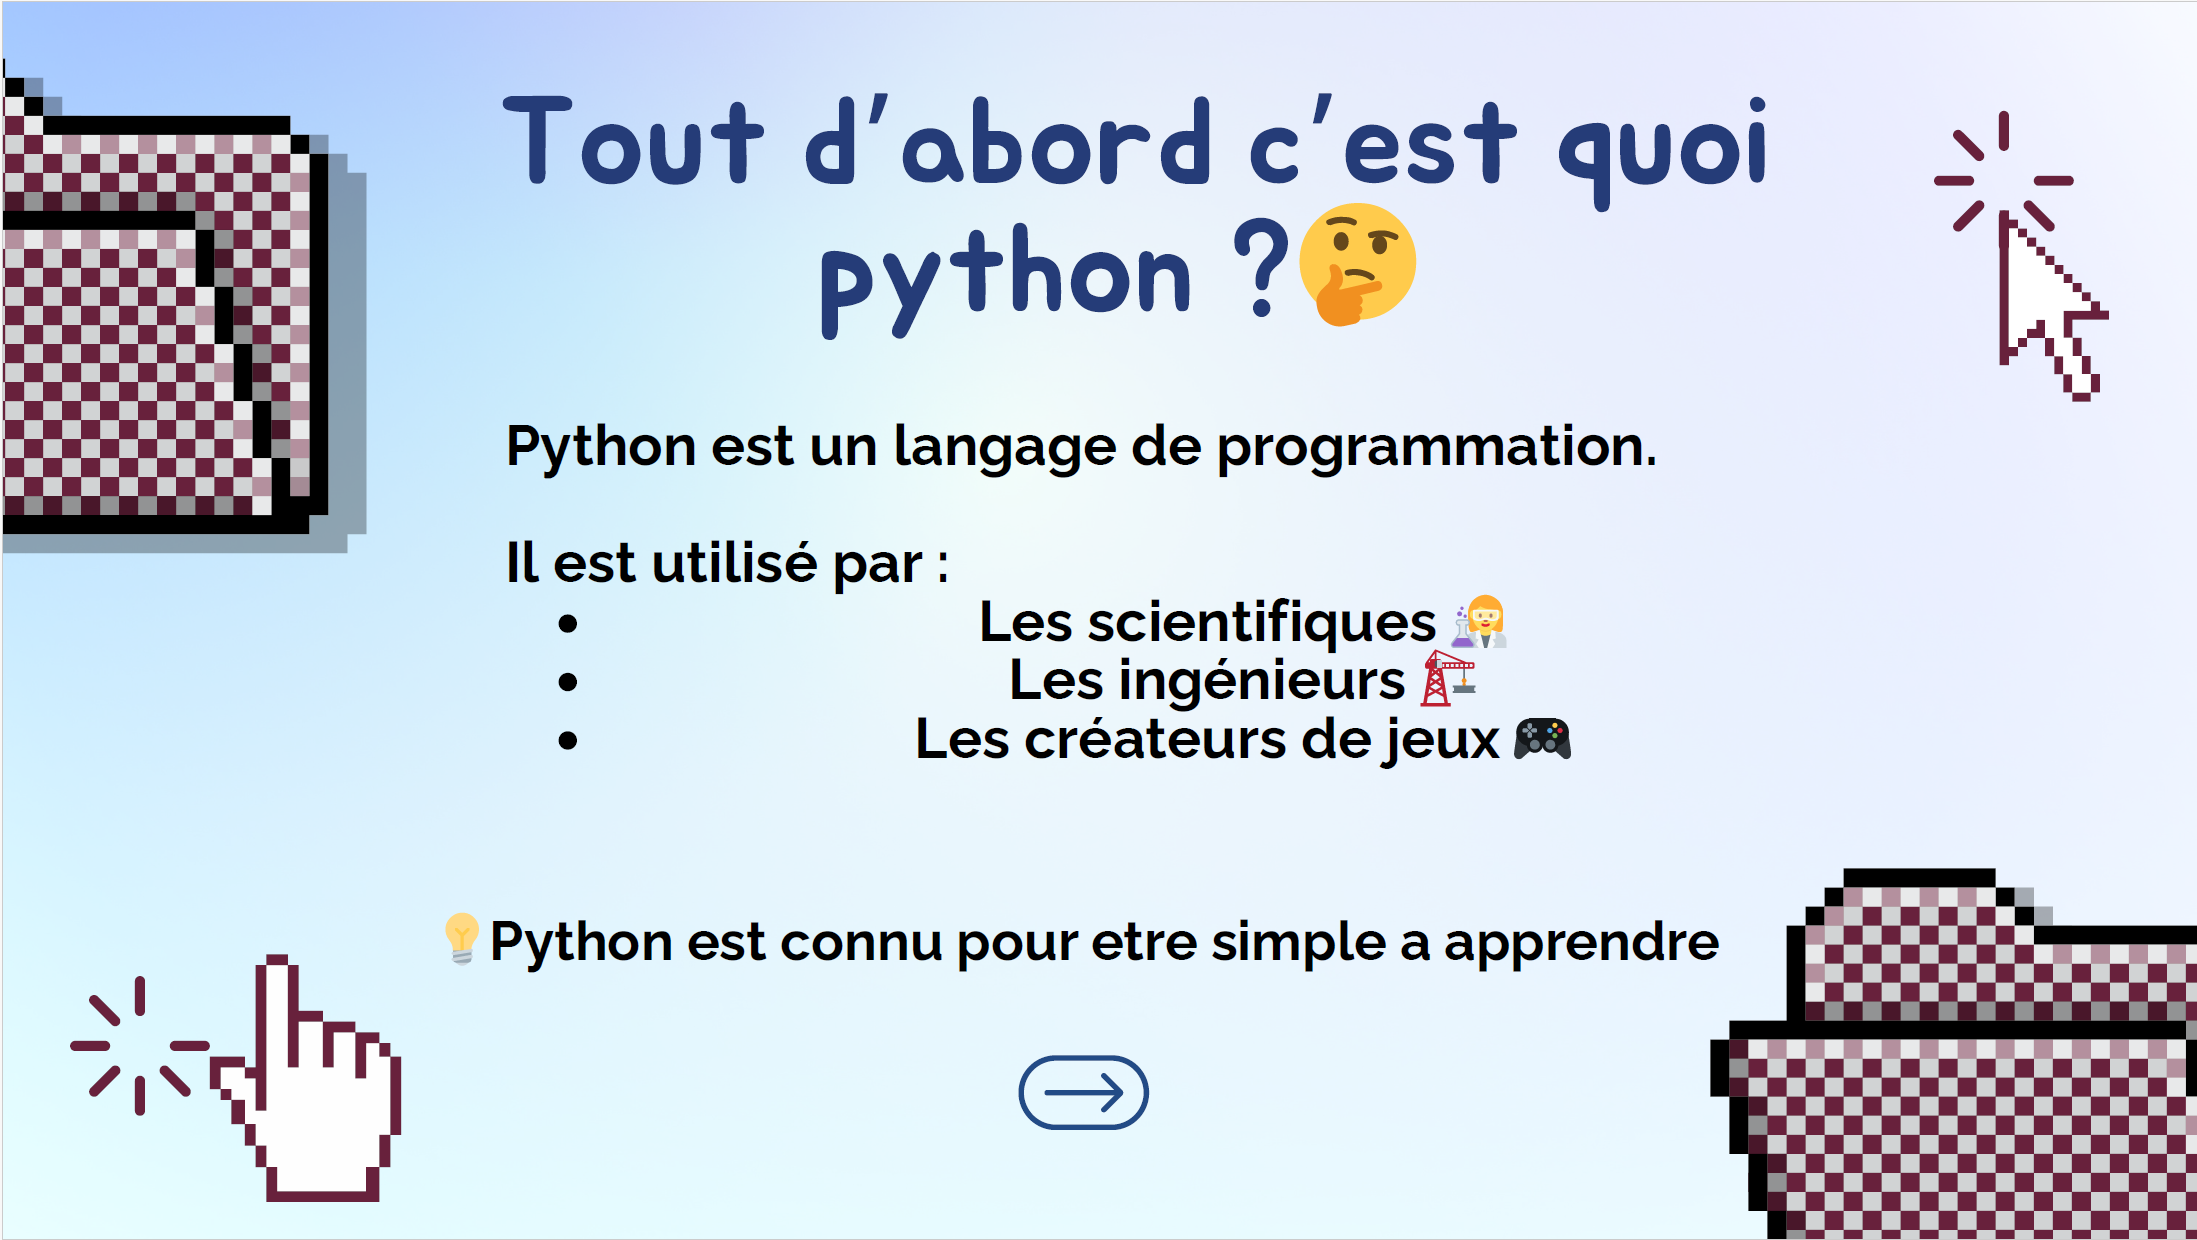 Tout d'abord c'est quoi
python ?🤔
Python est un langage de programmation.
Il est utilisé par :
• Les scientifiques 👩‍🔬
• Les ingénieurs 🏗️
• Les créateurs de jeux 🎮
💡Python est connu pour etre simple a apprendre